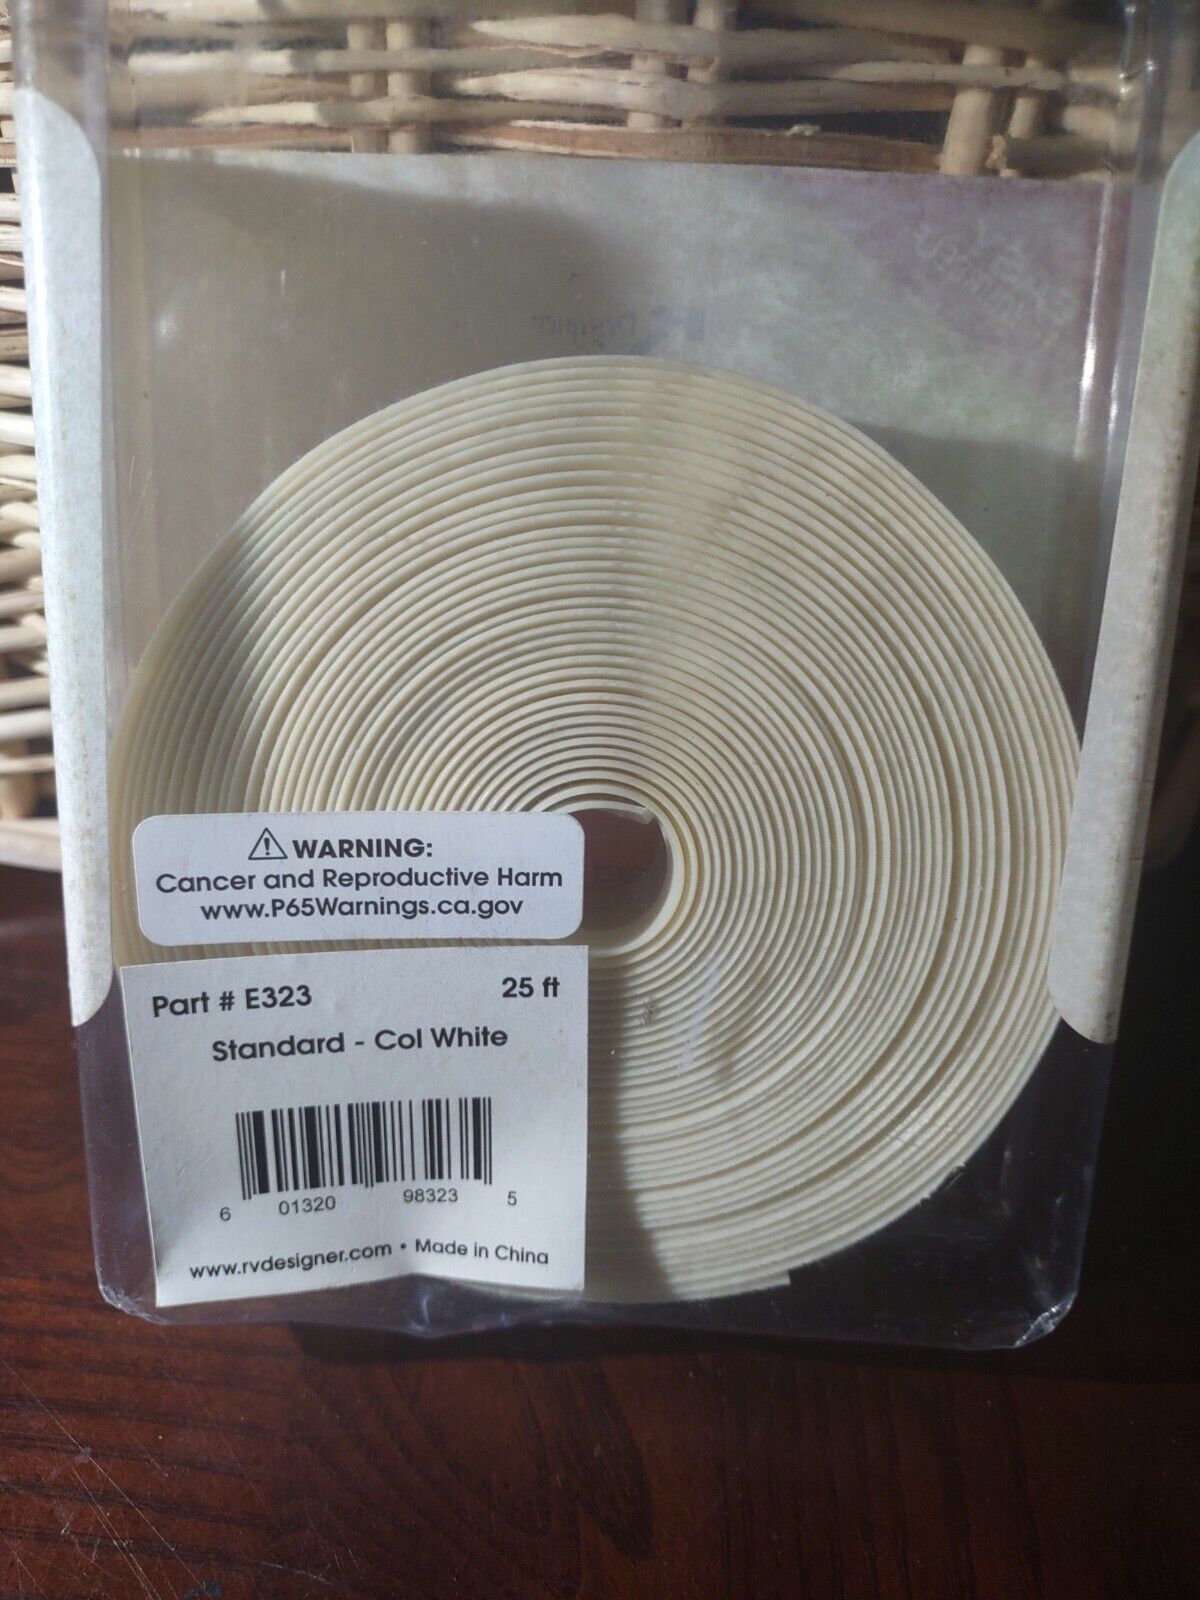 ⚠ WARNING:
Cancer and Reproductive Harm
www.P65Warnings.ca.gov
Part # E323 25 ft
Standard - Col White
6 01320 98323 5
www.rvdesigner.com • Made in China